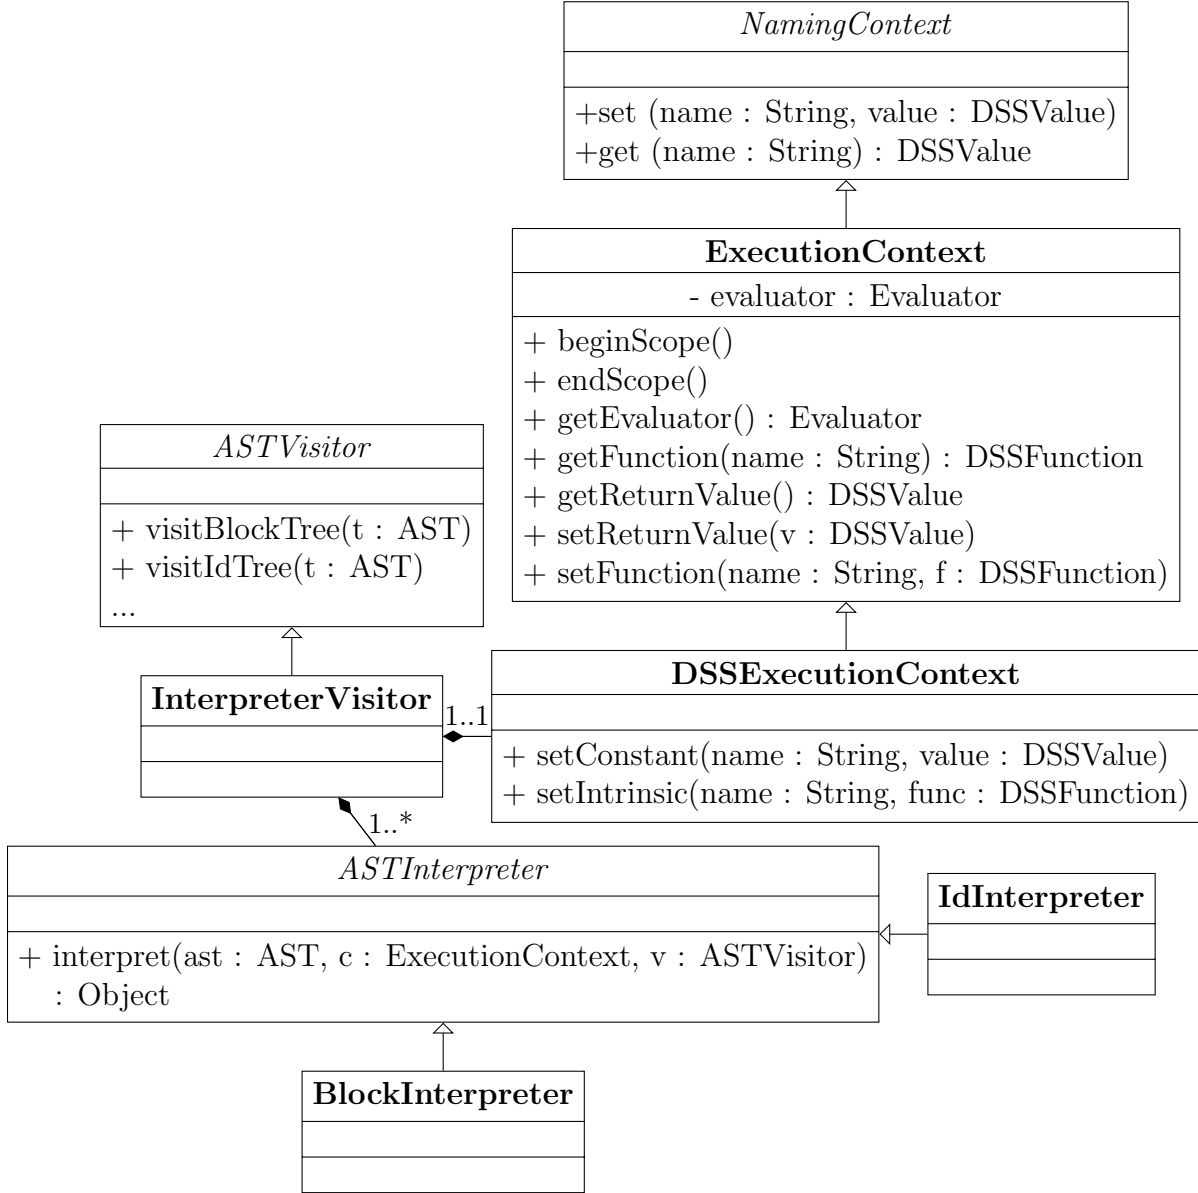 NamingContext
+set (name : String, value : DSSValue)
+get (name : String) : DSSValue
ExecutionContext
- evaluator : Evaluator
+ beginScope()
+ endScope()
+ getEvaluator() : Evaluator
+ getFunction(name : String) : DSSFunction
+ getReturnValue() : DSSValue
+ setReturnValue(v : DSSValue)
+ setFunction(name : String, f : DSSFunction)
ASTVisitor
+ visitBlockTree(t : AST)
+ visitIdTree(t : AST)
...
InterpreterVisitor
1..1
DSSExecutionContext
+ setConstant(name : String, value : DSSValue)
+ setIntrinsic(name : String, func : DSSFunction)
1..*
ASTInterpreter
+ interpret(ast : AST, c : ExecutionContext, v : ASTVisitor)
: Object
IdInterpreter
BlockInterpreter